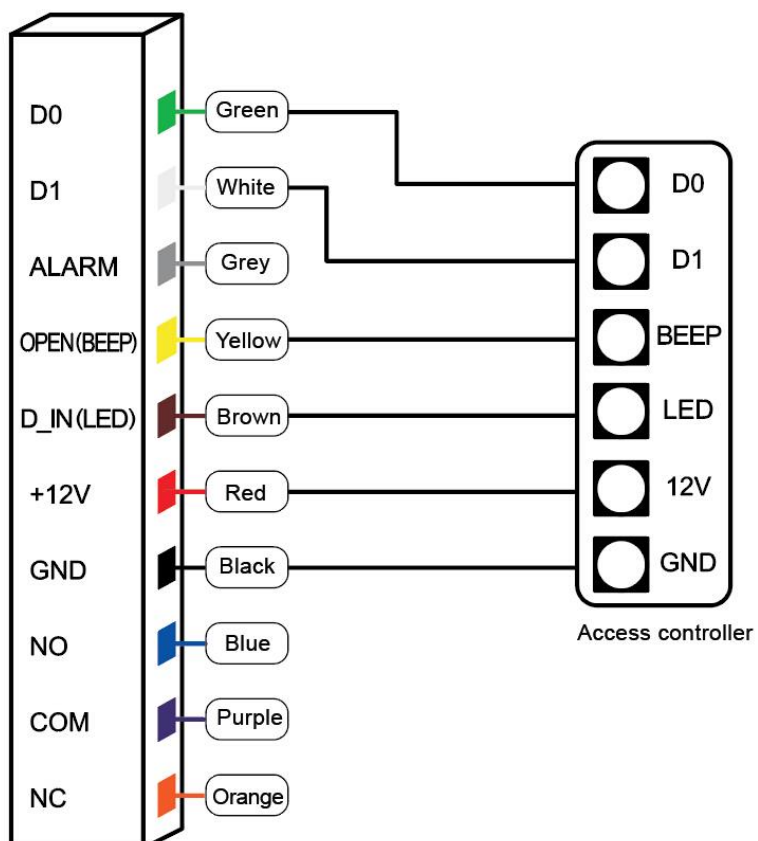 D0 Green
D0
D1 White
D1
ALARM Grey
OPEN(BEEP) Yellow BEEP
D_IN(LED) Brown LED
+12V Red 12V
GND Black GND
Access controller
NO Blue
COM Purple
NC Orange